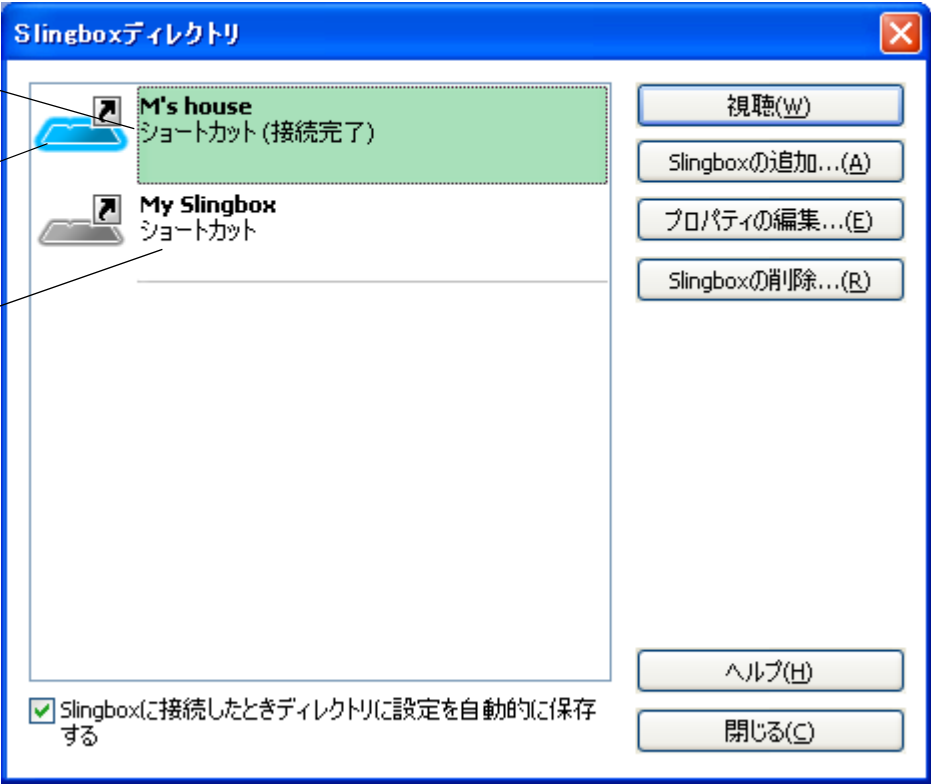 Slingboxディレクトリ
M's house
ショートカット (接続完了)
My Slingbox
ショートカット
視聴(W)
Slingboxの追加...(A)
プロパティの編集...(E)
Slingboxの削除...(R)
Slingboxに接続したときディレクトリに設定を自動的に保存
する
ヘルプ(H)
閉じる(C)